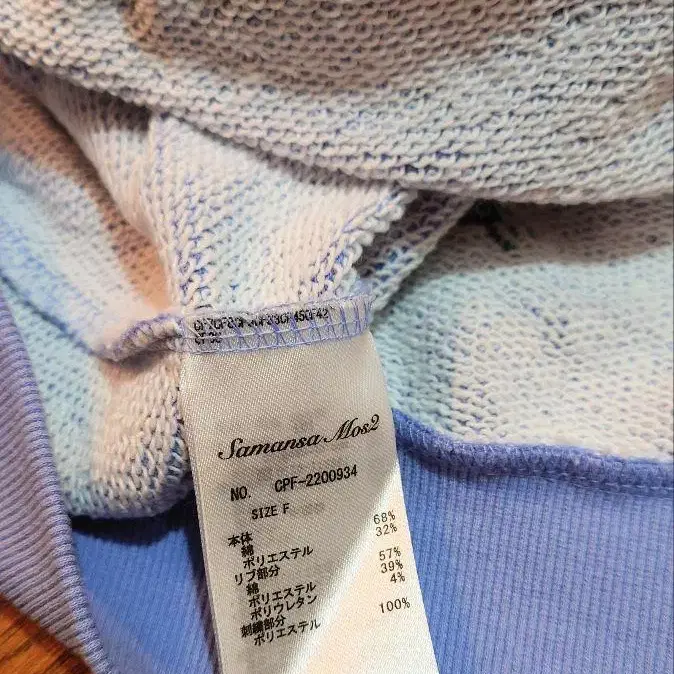 Samansa Mos2
NO. CPF-2200934
SIZE F
本体
綿 68%
ポリエステル 32%
リブ部分
綿 57%
ポリエステル 39%
ポリウレタン 4%
刺繍部分
ポリエステル 100%